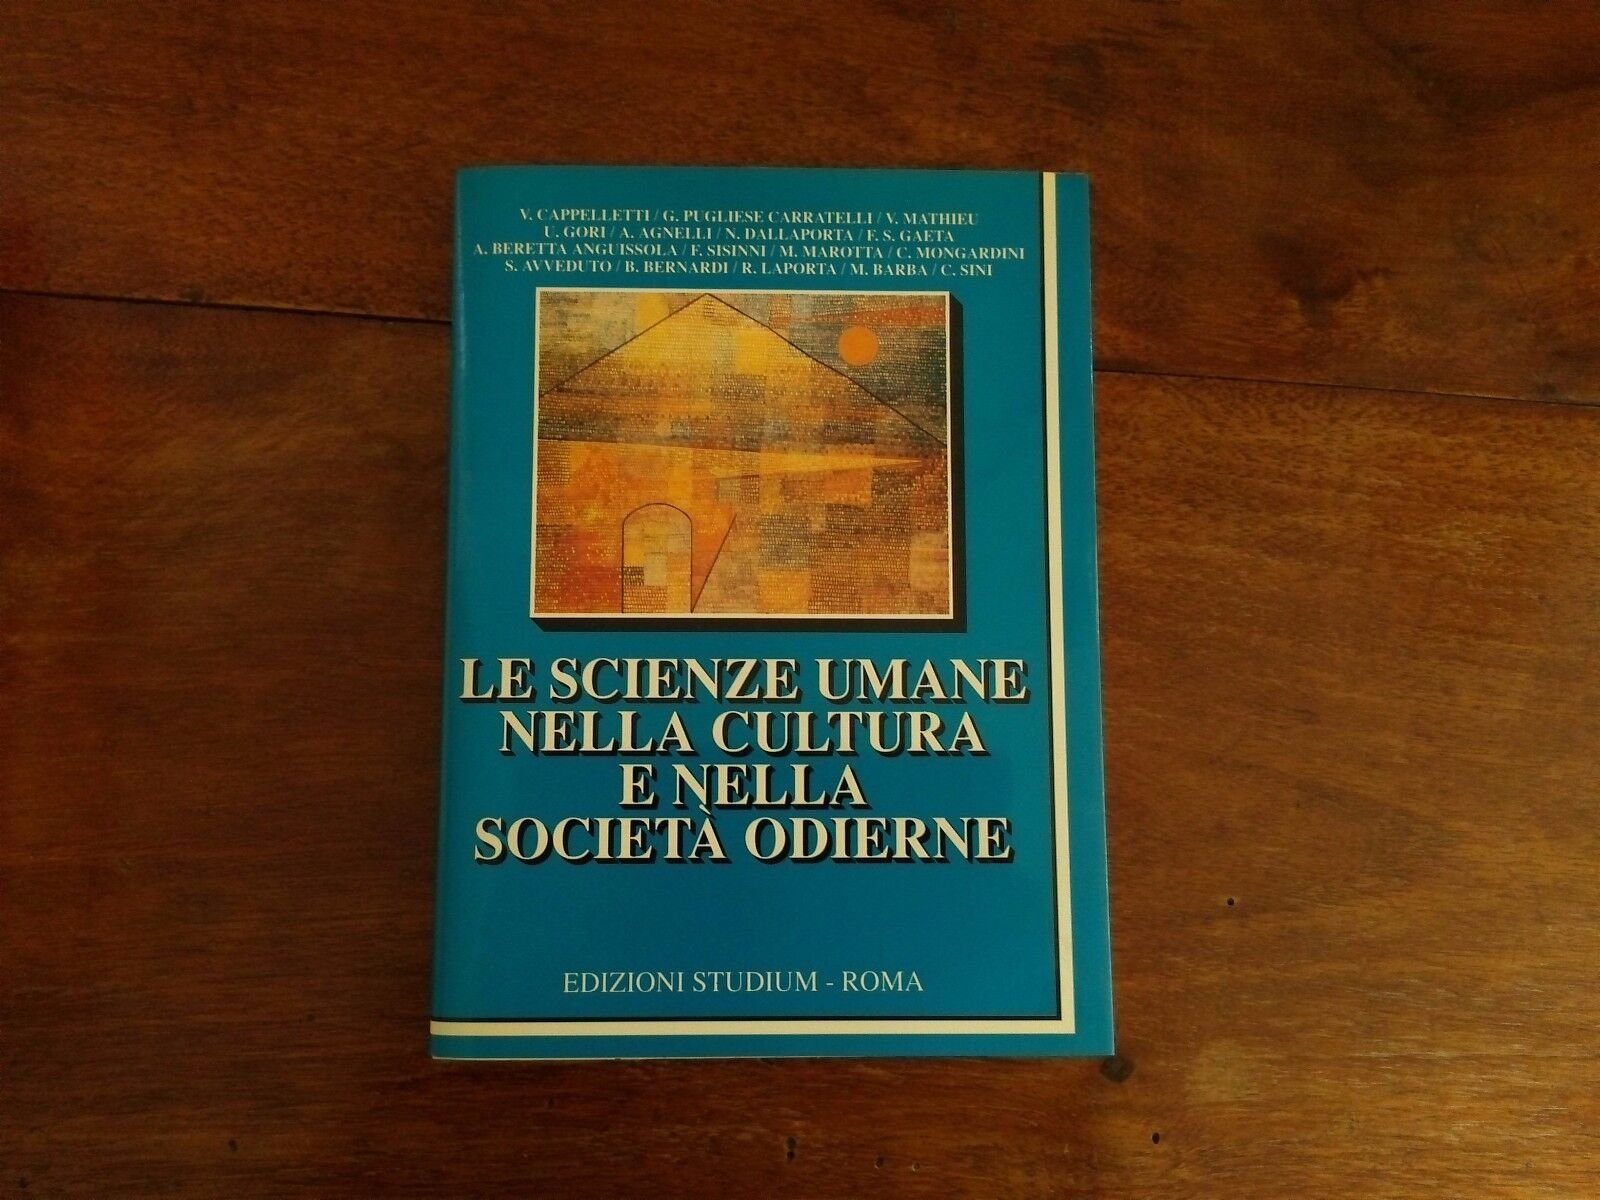 V. CAPPELLETTI / G. PUGLIESE CARRATELLI / V. MATHIEU
U. GORI / A. AGNELLI / N. DALLAPORTA / F. S. GAETA
A. BERETTA ANGUISSOLA / F. SISINNI / M. MAROTTA / C. MONGARDINI
S. AVVEDUTO / B. BERNARDI / R. LAPORTA / M. BARBA / C. SINI
LE SCIENZE UMANE
NELLA CULTURA
E NELLA
SOCIETÀ ODIERNE
EDIZIONI STUDIUM - ROMA